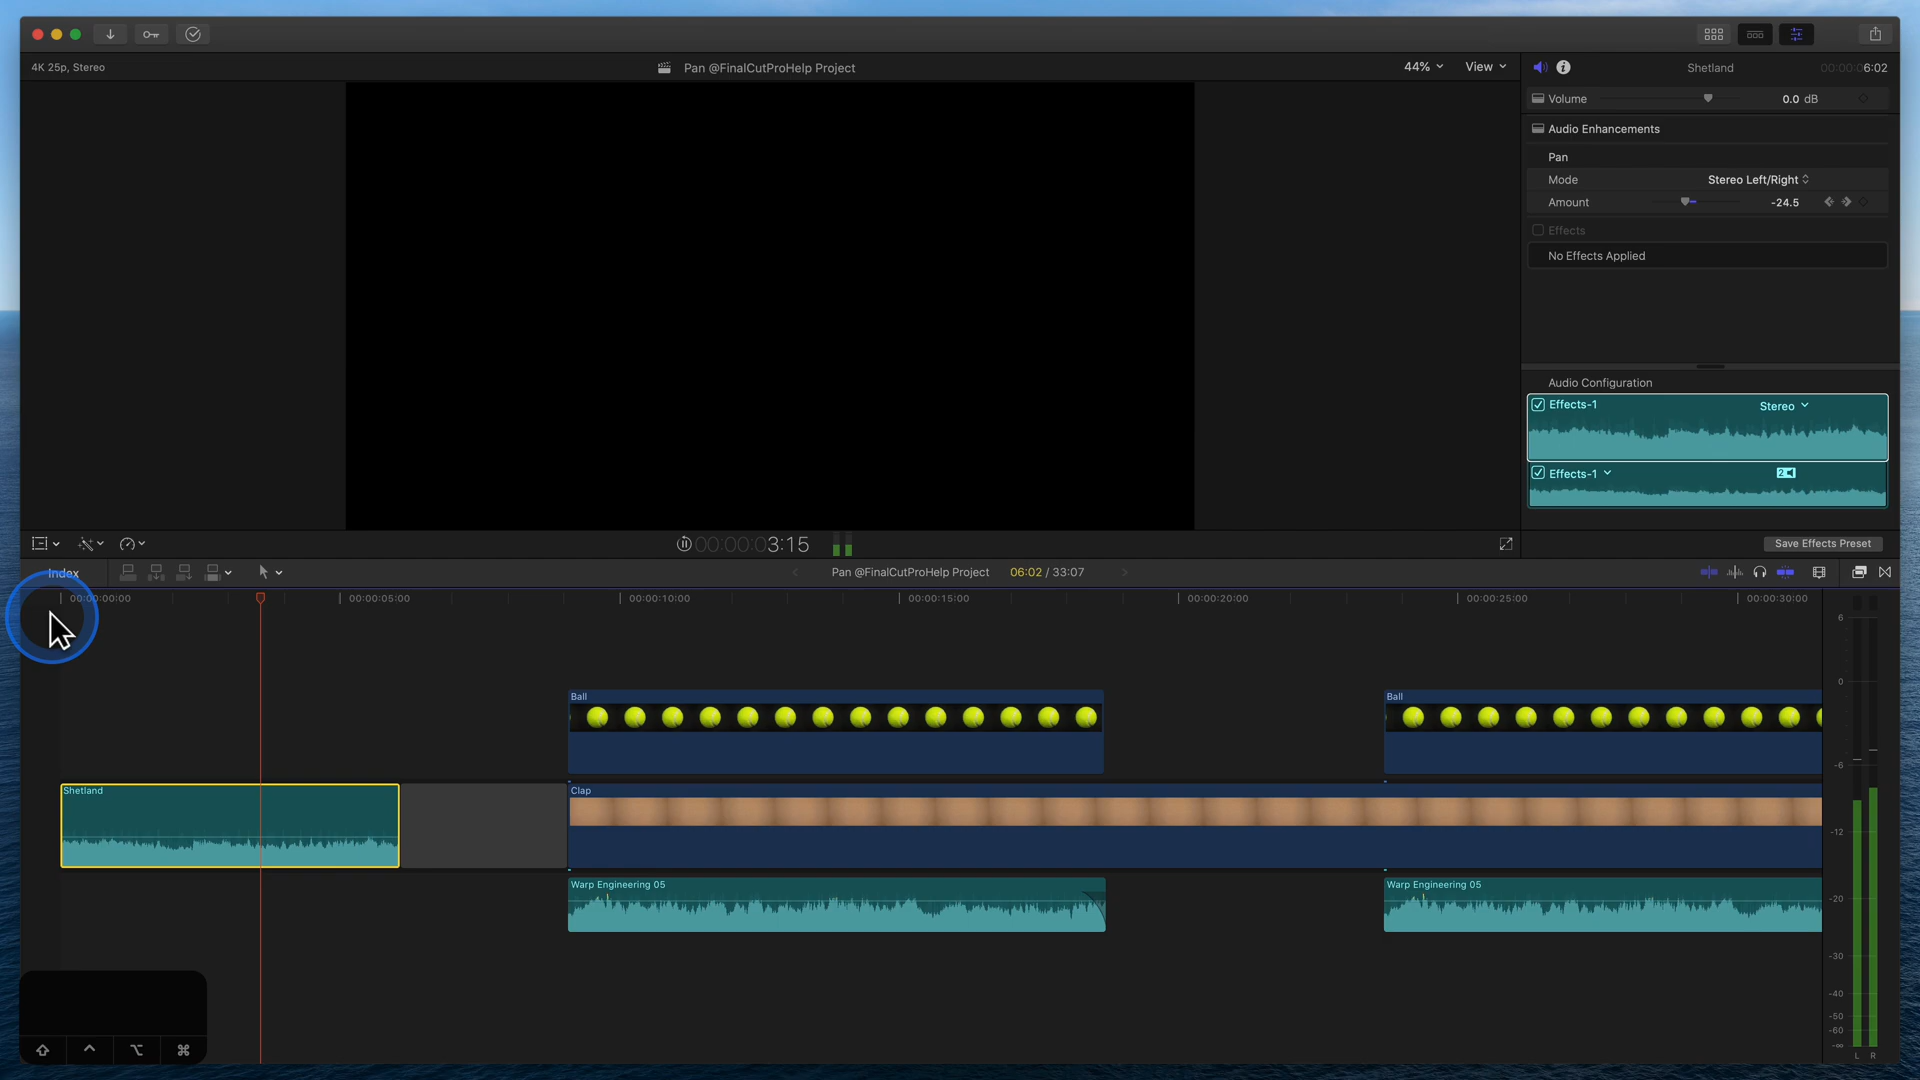 4K 25p, Stereo
Pan @FinalCutProHelp Project
44%
View
Shetland
00:00:06:02
Volume
0.0 dB
Audio Enhancements
Pan
Mode
Stereo Left/Right
Amount
-24.5
Effects
No Effects Applied
Audio Configuration
Effects-1
Stereo
Effects-1
2
00:00:03:15
Save Effects Preset
Index
Pan @FinalCutProHelp Project
06:02 / 33:07
00:00:00:00
00:00:05:00
00:00:10:00
00:00:15:00
00:00:20:00
00:00:25:00
00:00:30:00
6
0
-6
-12
-20
-30
-40
-50
-60
-∞
L R
Ball
Ball
Shetland
Clap
Warp Engineering 05
Warp Engineering 05